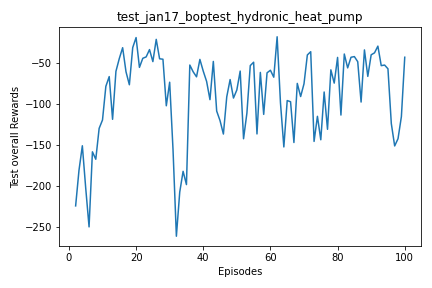 test_jan17_boptest_hydronic_heat_pump
Test overall Rewards
−50
−100
−150
−200
−250
0 20 40 60 80 100
Episodes